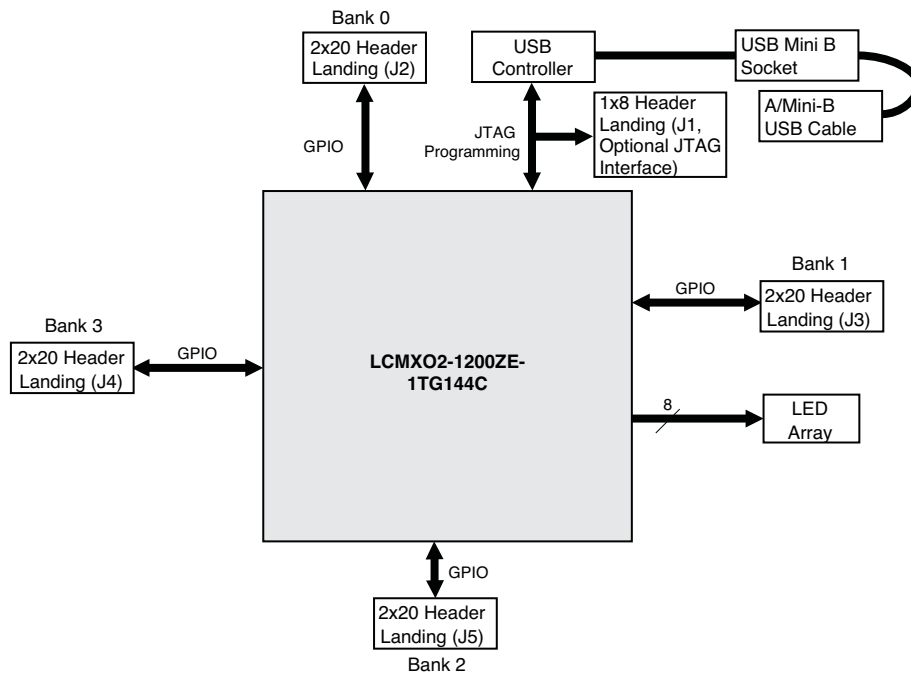 Bank 0
2x20 Header
Landing (J2)
USB
Controller
USB Mini B
Socket
A/Mini-B
USB Cable
1x8 Header
Landing (J1,
Optional JTAG
Interface)
JTAG
Programming
GPIO
Bank 1
GPIO
2x20 Header
Landing (J3)
Bank 3
2x20 Header
Landing (J4)
GPIO
LCMXO2-1200ZE-
1TG144C
8
LED
Array
GPIO
2x20 Header
Landing (J5)
Bank 2